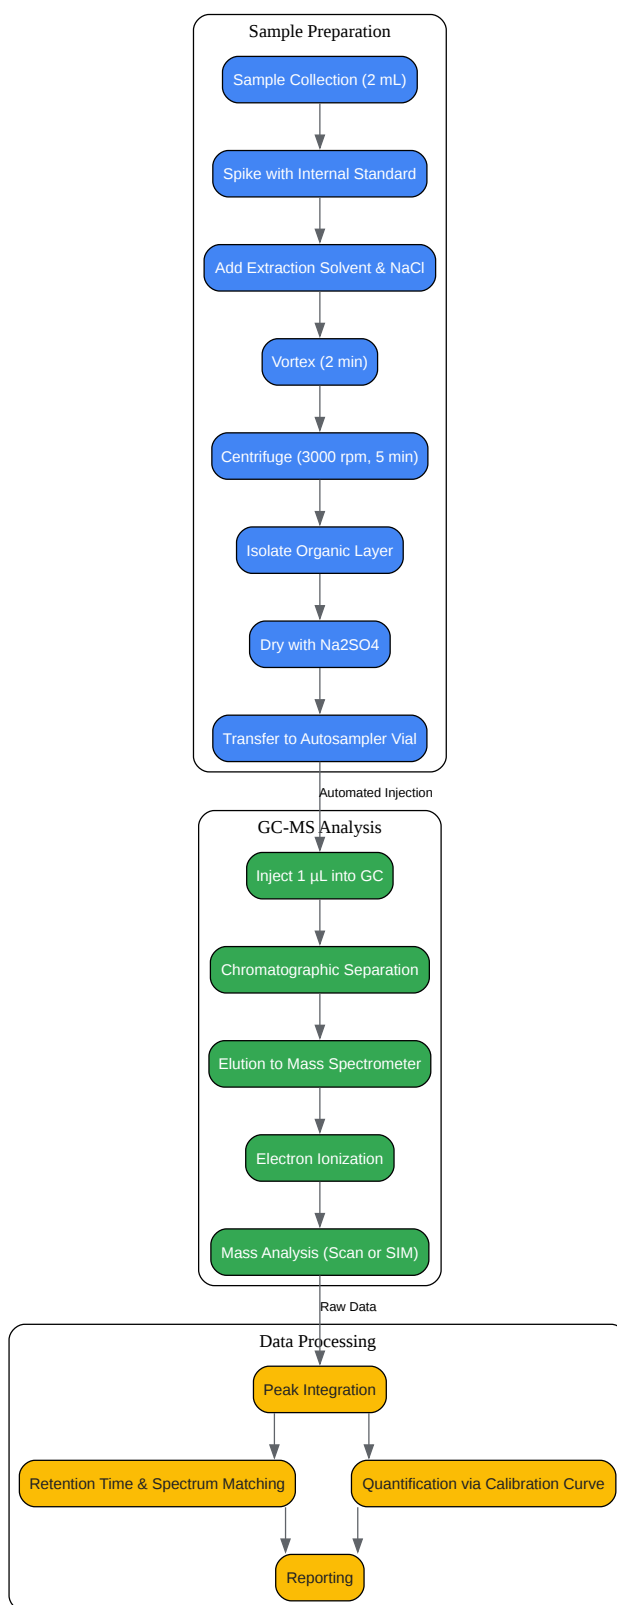 Sample Preparation
Sample Collection (2 mL)
Spike with Internal Standard
Add Extraction Solvent & NaCl
Vortex (2 min)
Centrifuge (3000 rpm, 5 min)
Isolate Organic Layer
Dry with Na2SO4
Transfer to Autosampler Vial
Automated Injection
GC-MS Analysis
Inject 1 µL into GC
Chromatographic Separation
Elution to Mass Spectrometer
Electron Ionization
Mass Analysis (Scan or SIM)
Raw Data
Data Processing
Peak Integration
Retention Time & Spectrum Matching
Quantification via Calibration Curve
Reporting